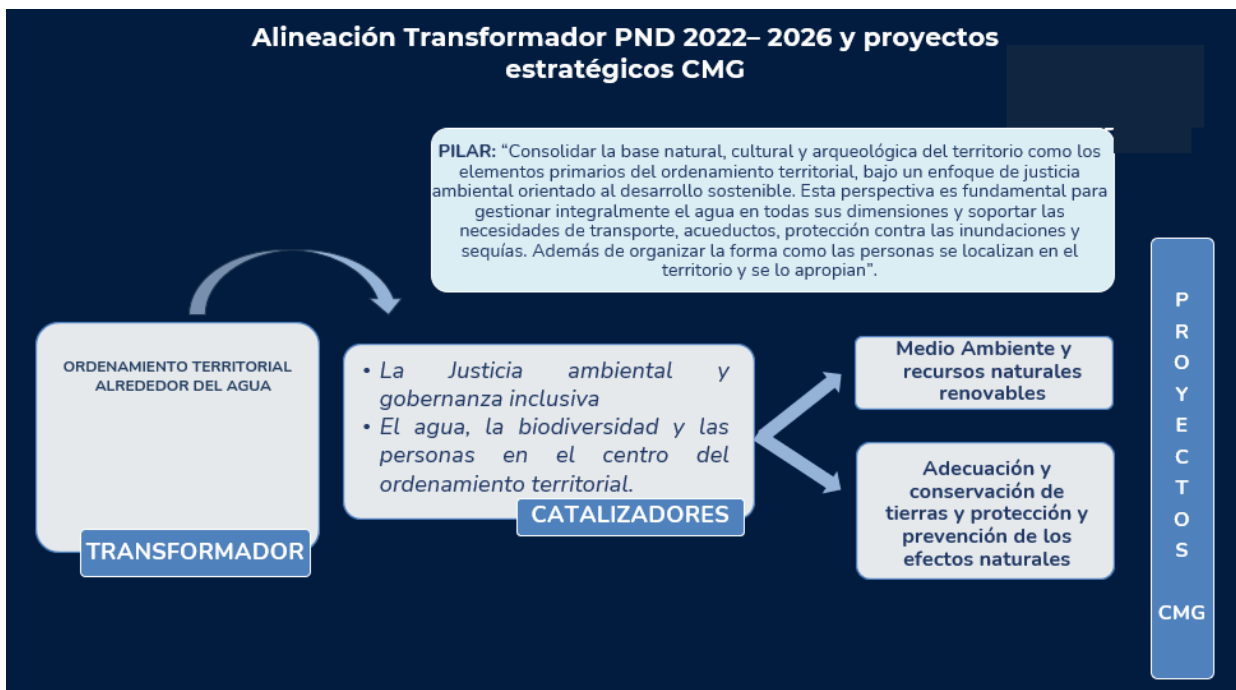 Alineación Transformador PND 2022– 2026 y proyectos
estratégicos CMG
PILAR: “Consolidar la base natural, cultural y arqueológica del territorio como los
elementos primarios del ordenamiento territorial, bajo un enfoque de justicia
ambiental orientado al desarrollo sostenible. Esta perspectiva es fundamental para
gestionar integralmente el agua en todas sus dimensiones y soportar las
necesidades de transporte, acueductos, protección contra las inundaciones y
sequías. Además de organizar la forma como las personas se localizan en el
territorio y se lo apropian”.
ORDENAMIENTO TERRITORIAL
ALREDEDOR DEL AGUA
TRANSFORMADOR
• La Justicia ambiental y
gobernanza inclusiva
• El agua, la biodiversidad y las
personas en el centro del
ordenamiento territorial.
CATALIZADORES
Medio Ambiente y
recursos naturales
renovables
Adecuación y
conservación de
tierras y protección y
prevención de los
efectos naturales
P
R
O
Y
E
C
T
O
S
CMG